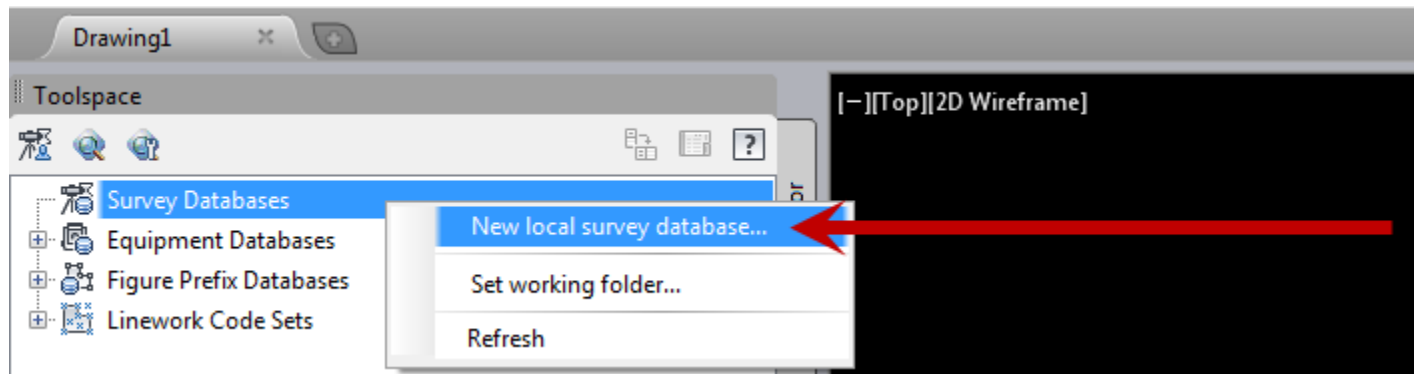 Drawing1
Toolspace
[−][Top][2D Wireframe]
?
Survey Databases
New local survey database...
Equipment Databases
Set working folder...
Figure Prefix Databases
Linework Code Sets
Refresh